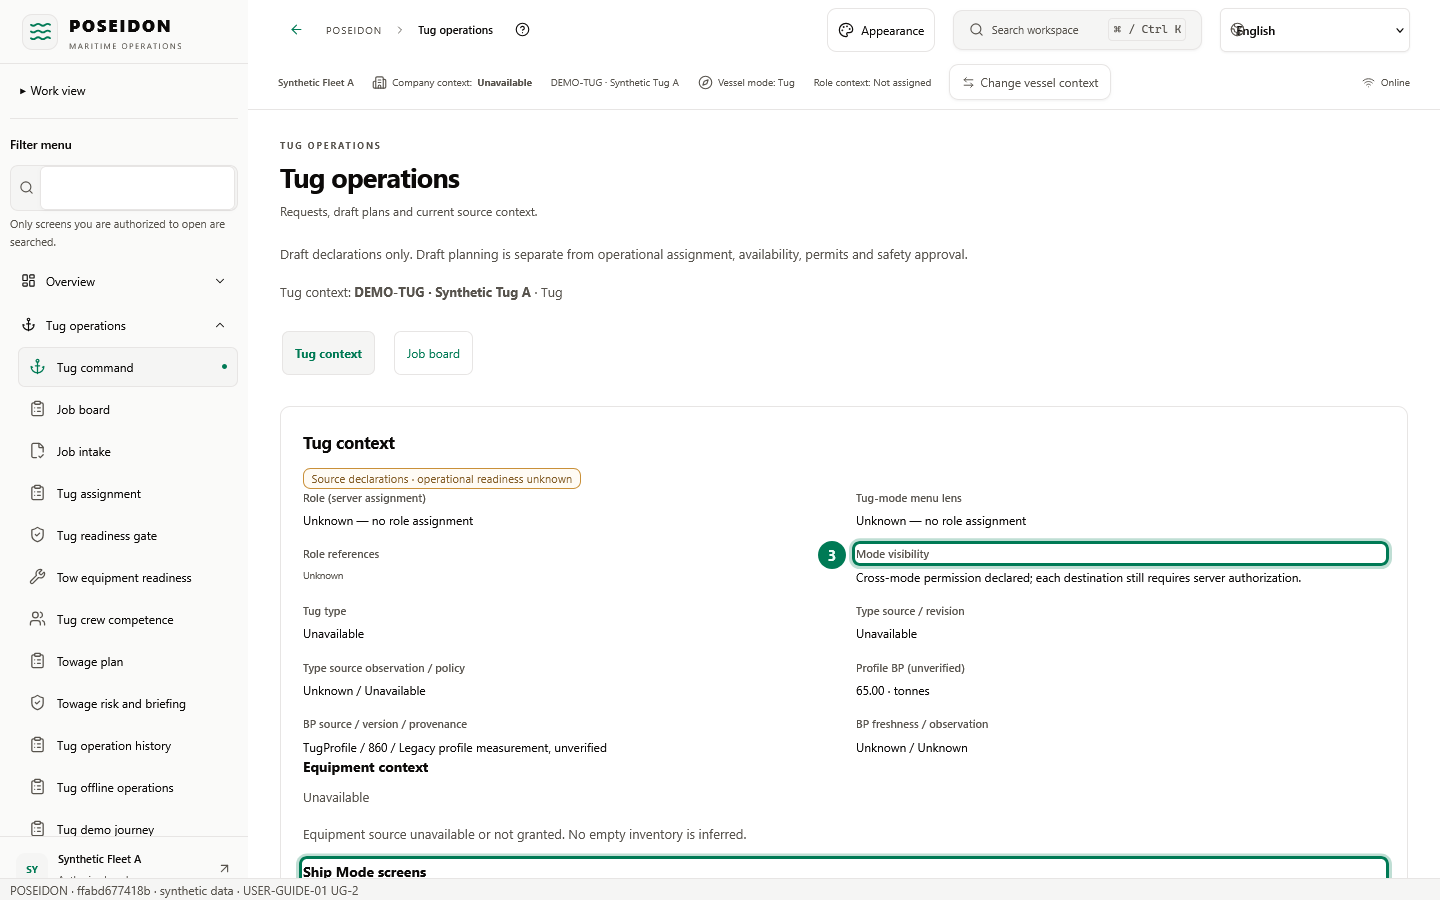 POSEIDON
MARITIME OPERATIONS
Work view
Filter menu
Only screens you are authorized to open are
searched.
Overview
Tug operations
Tug command
Job board
Job intake
Tug assignment
Tug readiness gate
Tow equipment readiness
Tug crew competence
Towage plan
Towage risk and briefing
Tug operation history
Tug offline operations
Tug demo journey
SY
Synthetic Fleet A
POSEIDON
Tug operations
Appearance
Search workspace
⌘ / Ctrl K
English
Synthetic Fleet A
Company context: Unavailable
DEMO-TUG · Synthetic Tug A
Vessel mode: Tug
Role context: Not assigned
Change vessel context
Online
TUG OPERATIONS
Tug operations
Requests, draft plans and current source context.
Draft declarations only. Draft planning is separate from operational assignment, availability, permits and safety approval.
Tug context: DEMO-TUG · Synthetic Tug A · Tug
Tug context
Job board
Tug context
Source declarations · operational readiness unknown
Role (server assignment)
Unknown — no role assignment
Tug-mode menu lens
Unknown — no role assignment
Role references
Unknown
3
Mode visibility
Cross-mode permission declared; each destination still requires server authorization.
Tug type
Unavailable
Type source / revision
Unavailable
Type source observation / policy
Unknown / Unavailable
Profile BP (unverified)
65.00 · tonnes
BP source / version / provenance
TugProfile / 860 / Legacy profile measurement, unverified
BP freshness / observation
Unknown / Unknown
Equipment context
Unavailable
Equipment source unavailable or not granted. No empty inventory is inferred.
Ship Mode screens
POSEIDON · ffabd677418b · synthetic data · USER-GUIDE-01 UG-2